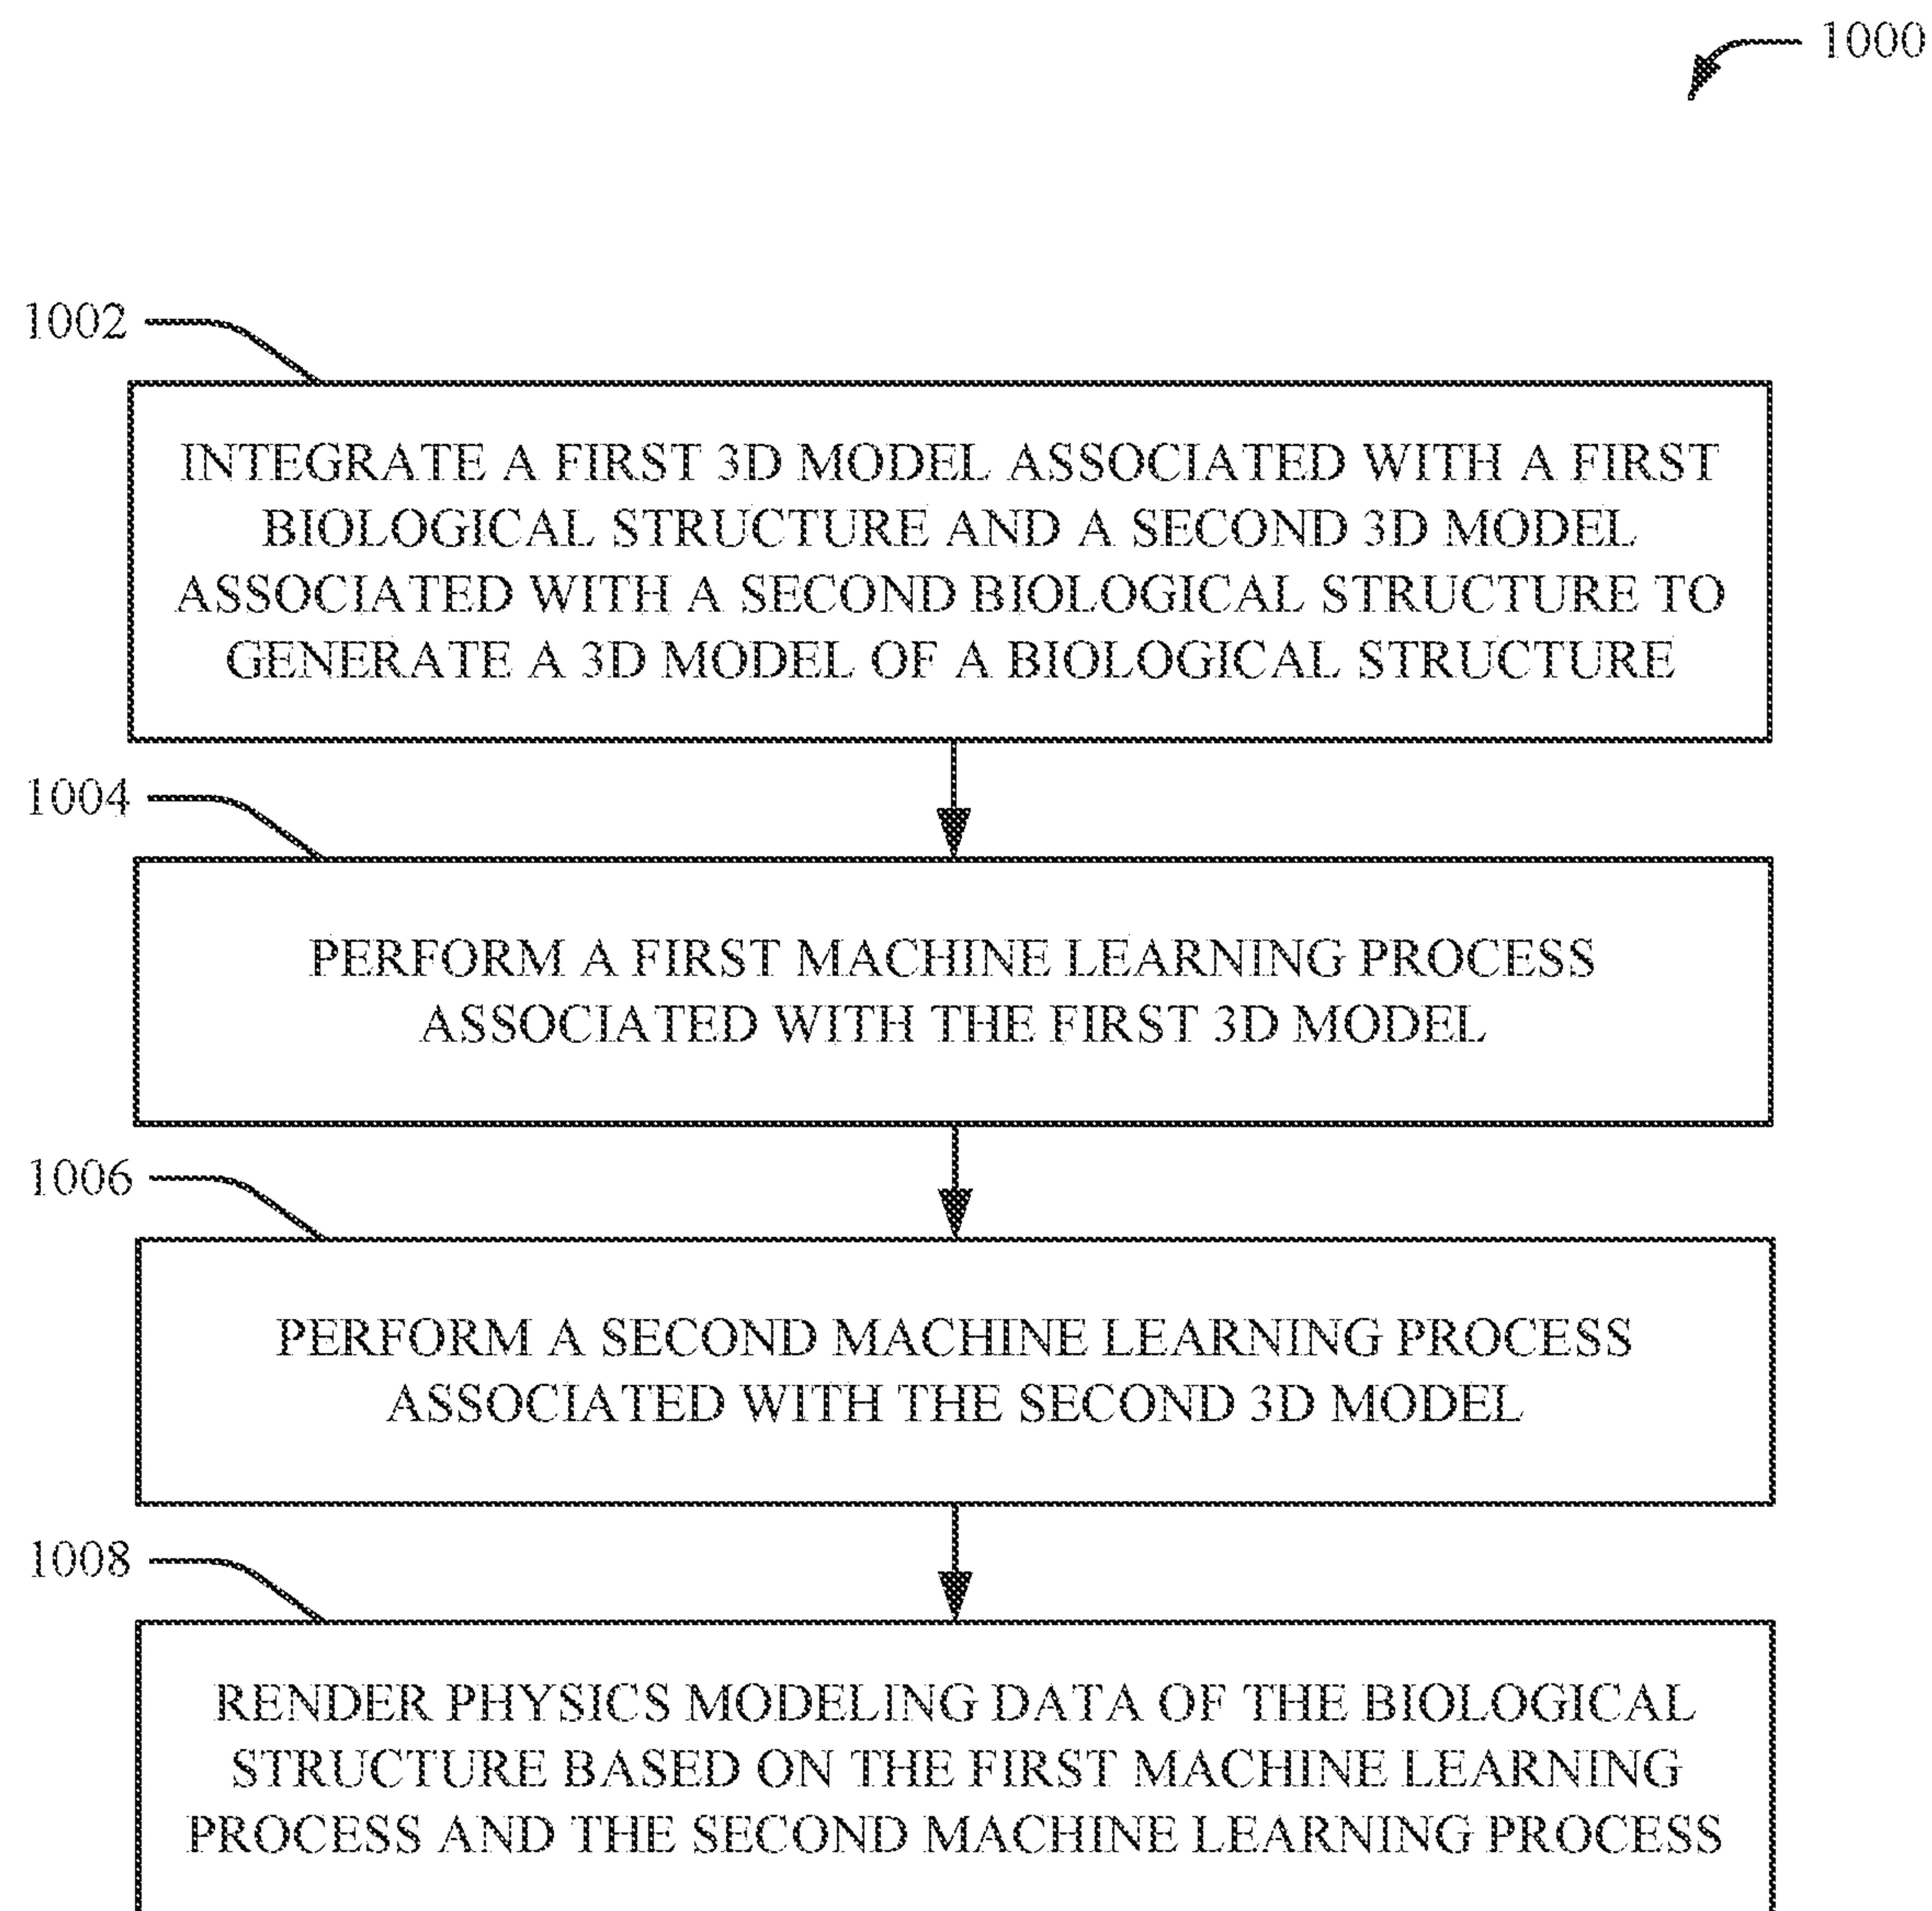 1000
1002
INTEGRATE A FIRST 3D MODEL ASSOCIATED WITH A FIRST
BIOLOGICAL STRUCTURE AND A SECOND 3D MODEL
ASSOCIATED WITH A SECOND BIOLOGICAL STRUCTURE TO
GENERATE A 3D MODEL OF A BIOLOGICAL STRUCTURE
1004
PERFORM A FIRST MACHINE LEARNING PROCESS
ASSOCIATED WITH THE FIRST 3D MODEL
1006
PERFORM A SECOND MACHINE LEARNING PROCESS
ASSOCIATED WITH THE SECOND 3D MODEL
1008
RENDER PHYSICS MODELING DATA OF THE BIOLOGICAL
STRUCTURE BASED ON THE FIRST MACHINE LEARNING
PROCESS AND THE SECOND MACHINE LEARNING PROCESS